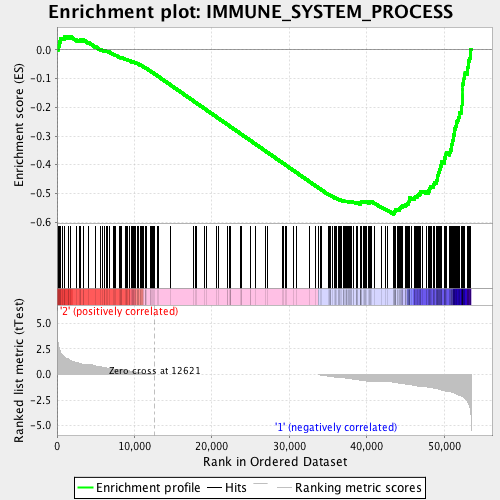 Enrichment plot: IMMUNE_SYSTEM_PROCESS
Enrichment score (ES)
0.0
-0.1
-0.2
-0.3
-0.4
-0.5
-0.6
'2' (positively correlated)
Zero cross at 12621
'1' (negatively correlated)
Ranked list metric (tTest)
5.0
2.5
0.0
-2.5
-5.0
0 10,000 20,000 30,000 40,000 50,000
Rank in Ordered Dataset
Enrichment profile Hits Ranking metric scores